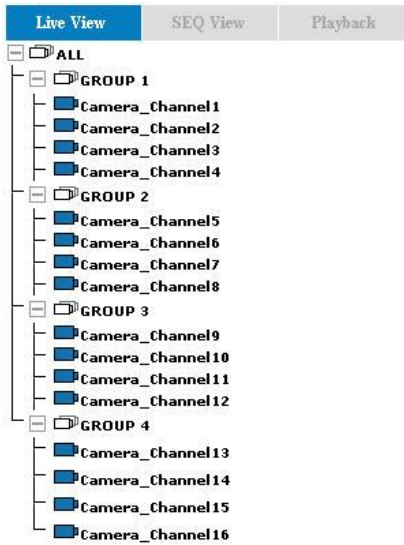 Live View SEQ View Playback
ALL
GROUP 1
Camera_Channel1
Camera_Channel2
Camera_Channel3
Camera_Channel4
GROUP 2
Camera_Channel5
Camera_Channel6
Camera_Channel7
Camera_Channel8
GROUP 3
Camera_Channel9
Camera_Channel10
Camera_Channel11
Camera_Channel12
GROUP 4
Camera_Channel13
Camera_Channel14
Camera_Channel15
Camera_Channel16